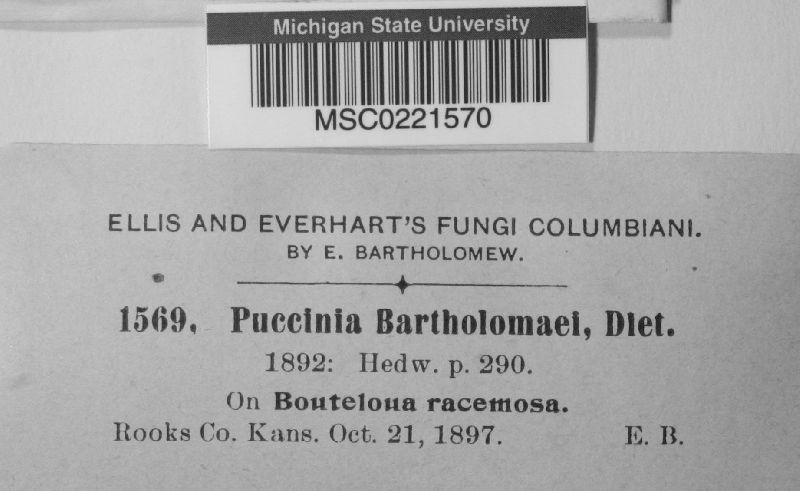 Michigan State University
MSC0221570
ELLIS AND EVERHART'S FUNGI COLUMBIANI.
BY E. BARTHOLOMEW.
1569. Puccinia Bartholomaei, Diet.
1892: Hedw. p. 290.
On Bouteloua racemosa.
Rooks Co. Kans. Oct. 21, 1897. E. B.